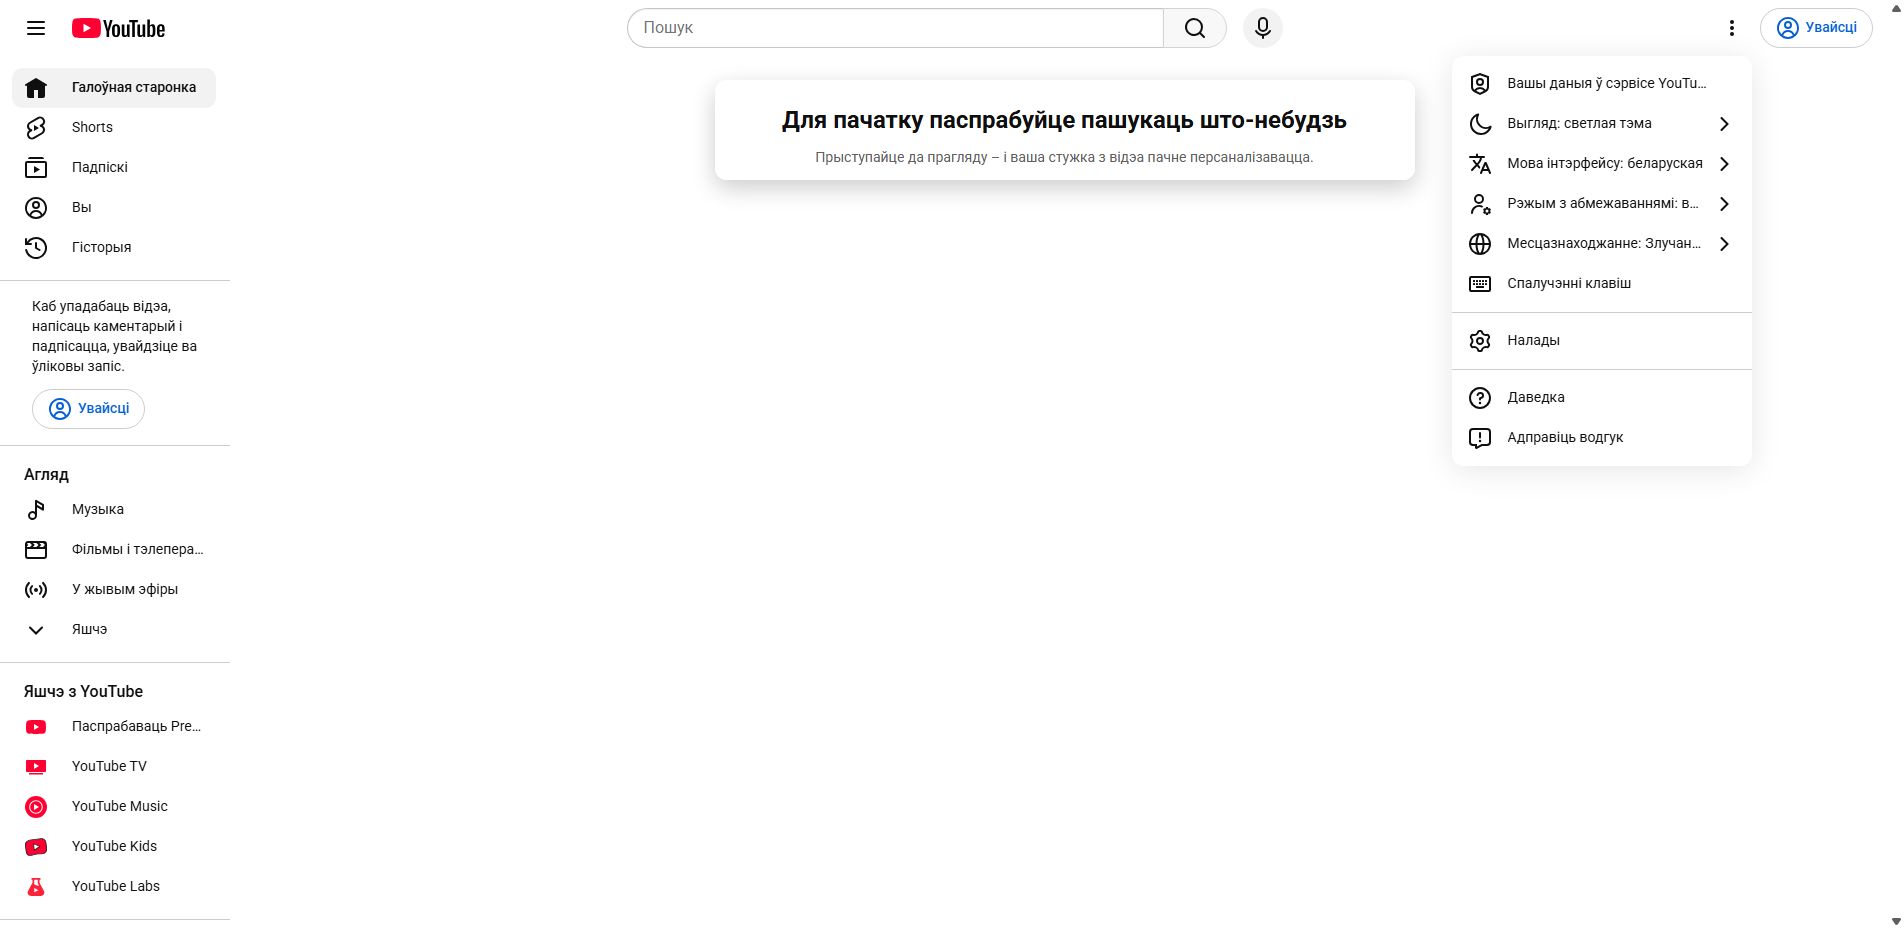 YouTube
Пошук
Увайсці
Галоўная старонка
Shorts
Падпіскі
Вы
Гісторыя
Каб упадабаць відэа,
напісаць каментарый і
падпісацца, увайдзіце ва
ўліковы запіс.
Увайсці
Агляд
Музыка
Фільмы і тэлепера...
У жывым эфіры
Яшчэ
Яшчэ з YouTube
Паспрабаваць Pre...
YouTube TV
YouTube Music
YouTube Kids
YouTube Labs
Для пачатку паспрабуйце пашукаць што-небудзь
Прыступайце да прагляду – і ваша стужка з відэа пачне персаналізавацца.
Вашы даныя ў сэрвісе YouTu...
Выгляд: светлая тэма
Мова інтэрфейсу: беларуская
Рэжым з абмежаваннямі: в...
Месцазнаходжанне: Злучан...
Спалучэнні клавіш
Налады
Даведка
Адправіць водгук